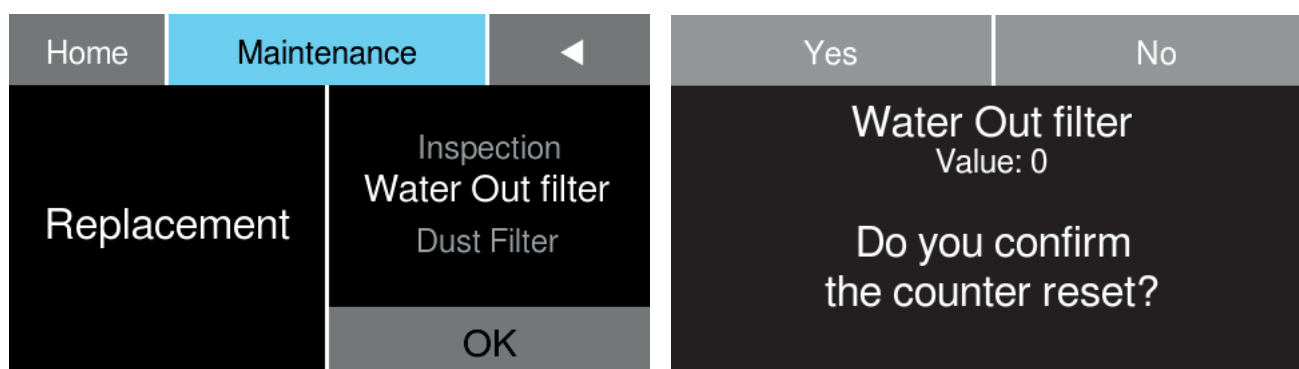 Home
Maintenance
◀
Replacement
Inspection
Water Out filter
Dust Filter
OK
Yes
No
Water Out filter
Value: 0
Do you confirm
the counter reset?